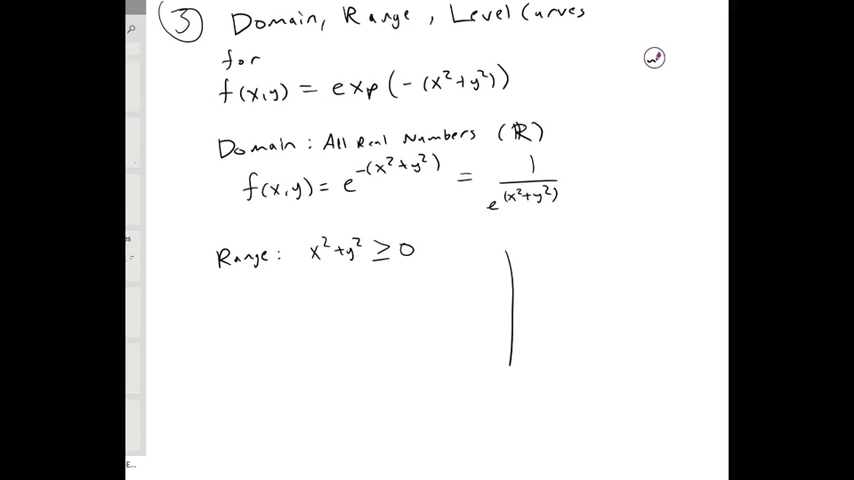 3 Domain, Range, Level Curves
for
f(x,y) = exp(-(x²+y²))
Domain: All Real Numbers (ℝ)
f(x,y) = e^-(x²+y²) = 1/e^(x²+y²)
Range: x²+y² ≥ 0